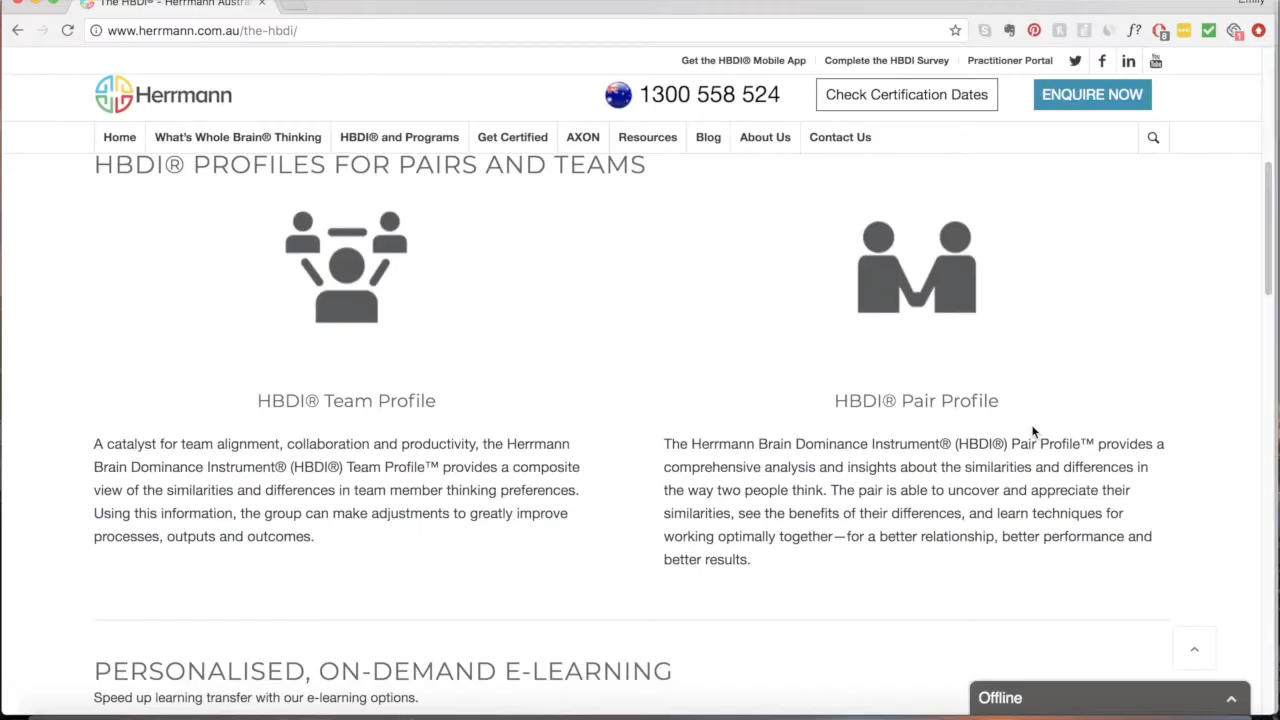 The HBDI® - Herrmann Austra
Emily
www.herrmann.com.au/the-hbdi/
Get the HBDI® Mobile App
Complete the HBDI Survey
Practitioner Portal
Herrmann
1300 558 524
Check Certification Dates
ENQUIRE NOW
Home
What's Whole Brain® Thinking
HBDI® and Programs
Get Certified
AXON
Resources
Blog
About Us
Contact Us
HBDI® PROFILES FOR PAIRS AND TEAMS
HBDI® Team Profile
A catalyst for team alignment, collaboration and productivity, the Herrmann
Brain Dominance Instrument® (HBDI®) Team Profile™ provides a composite
view of the similarities and differences in team member thinking preferences.
Using this information, the group can make adjustments to greatly improve
processes, outputs and outcomes.
HBDI® Pair Profile
The Herrmann Brain Dominance Instrument® (HBDI®) Pair Profile™ provides a
comprehensive analysis and insights about the similarities and differences in
the way two people think. The pair is able to uncover and appreciate their
similarities, see the benefits of their differences, and learn techniques for
working optimally together—for a better relationship, better performance and
better results.
PERSONALISED, ON-DEMAND E-LEARNING
Speed up learning transfer with our e-learning options.
Offline